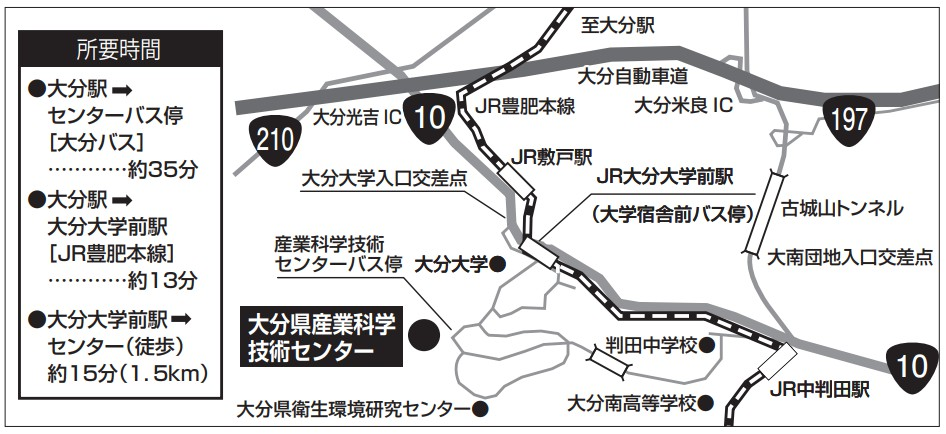 所要時間
●大分駅➡
センターバス停
[大分バス]
…………約35分
●大分駅➡
大分大学前駅
[JR豊肥本線]
…………約13分
●大分大学前駅➡
センター(徒歩)
約15分(1.5km)
至大分駅
大分自動車道
大分光吉IC
10
JR豊肥本線
大分米良IC
210
197
JR敷戸駅
大分大学入口交差点
JR大分大学前駅
(大学宿舎前バス停)
古城山トンネル
産業科学技術
センターバス停
大分大学●
大南団地入口交差点
大分県産業科学
技術センター
判田中学校●
10
JR中判田駅
大分県衛生環境研究センター●
大分南高等学校●